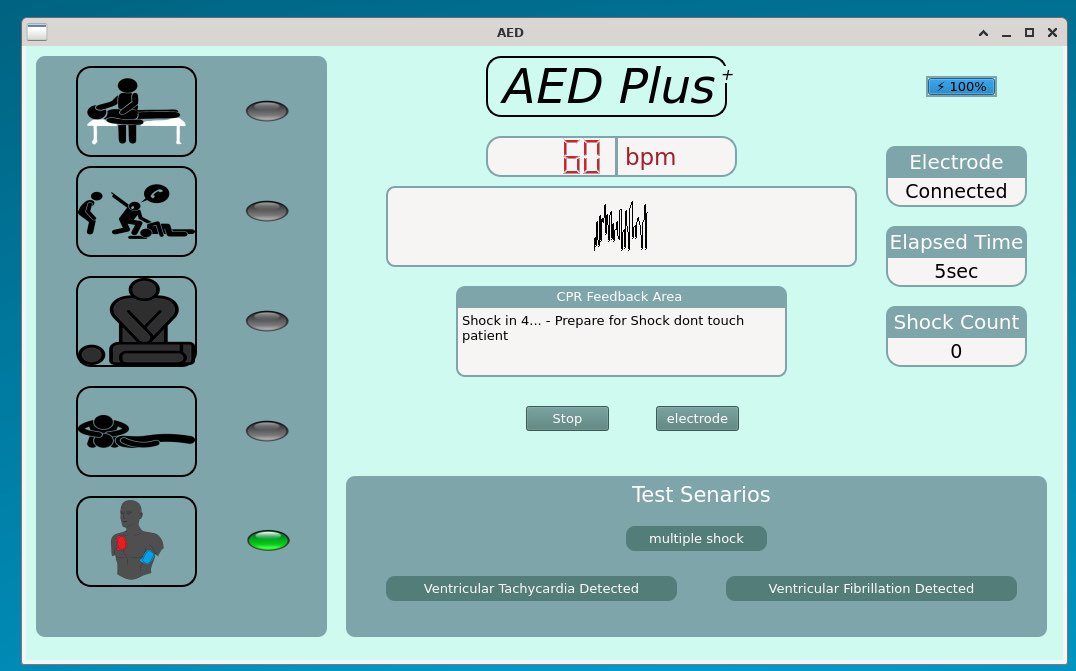 AED
AED Plus+
⚡ 100%
60 bpm
Electrode
Connected
Elapsed Time
5sec
Shock Count
0
CPR Feedback Area
Shock in 4... - Prepare for Shock dont touch
patient
Stop
electrode
Test Senarios
multiple shock
Ventricular Tachycardia Detected
Ventricular Fibrillation Detected